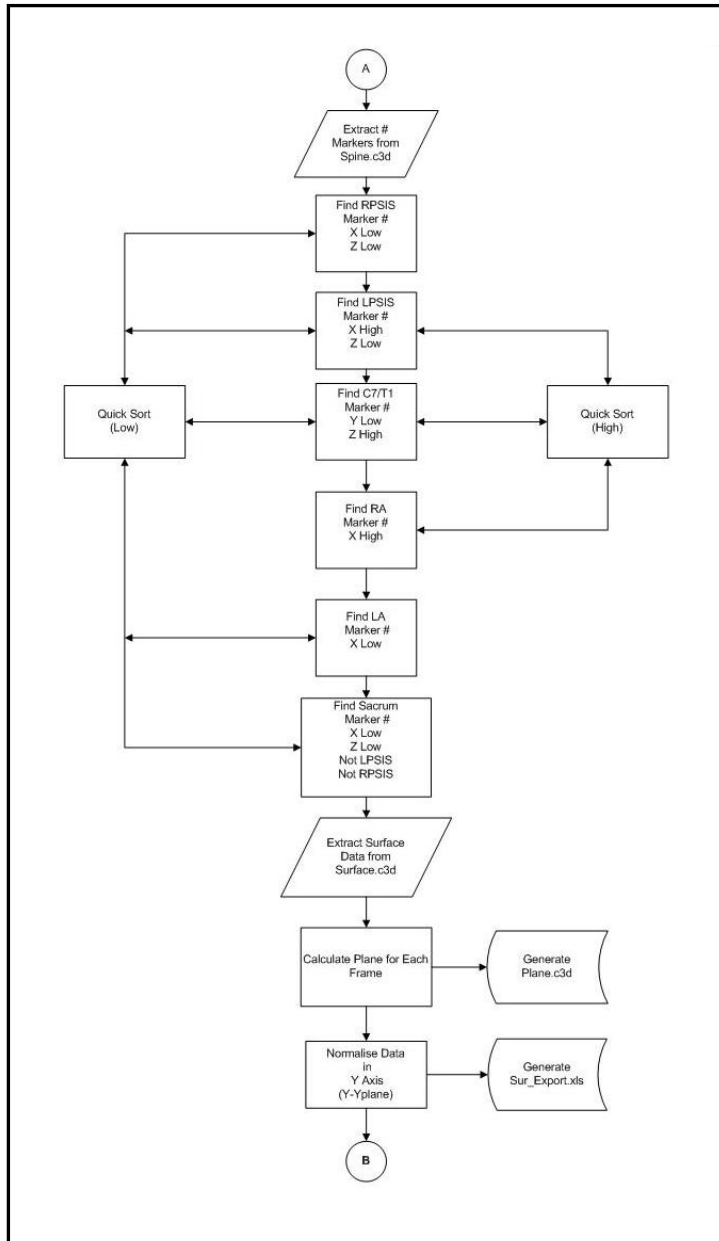 A
Extract #
Markers from
Spine.c3d
Find RPSIS
Marker #
X Low
Z Low
Find LPSIS
Marker #
X High
Z Low
Quick Sort
(Low)
Find C7/T1
Marker #
Y Low
Z High
Quick Sort
(High)
Find RA
Marker #
X High
Find LA
Marker #
X Low
Find Sacrum
Marker #
X Low
Z Low
Not LPSIS
Not RPSIS
Extract Surface
Data from
Surface.c3d
Calculate Plane for Each
Frame
Generate
Plane.c3d
Normalise Data
in
Y Axis
(Y-Yplane)
Generate
Sur_Export.xls
B